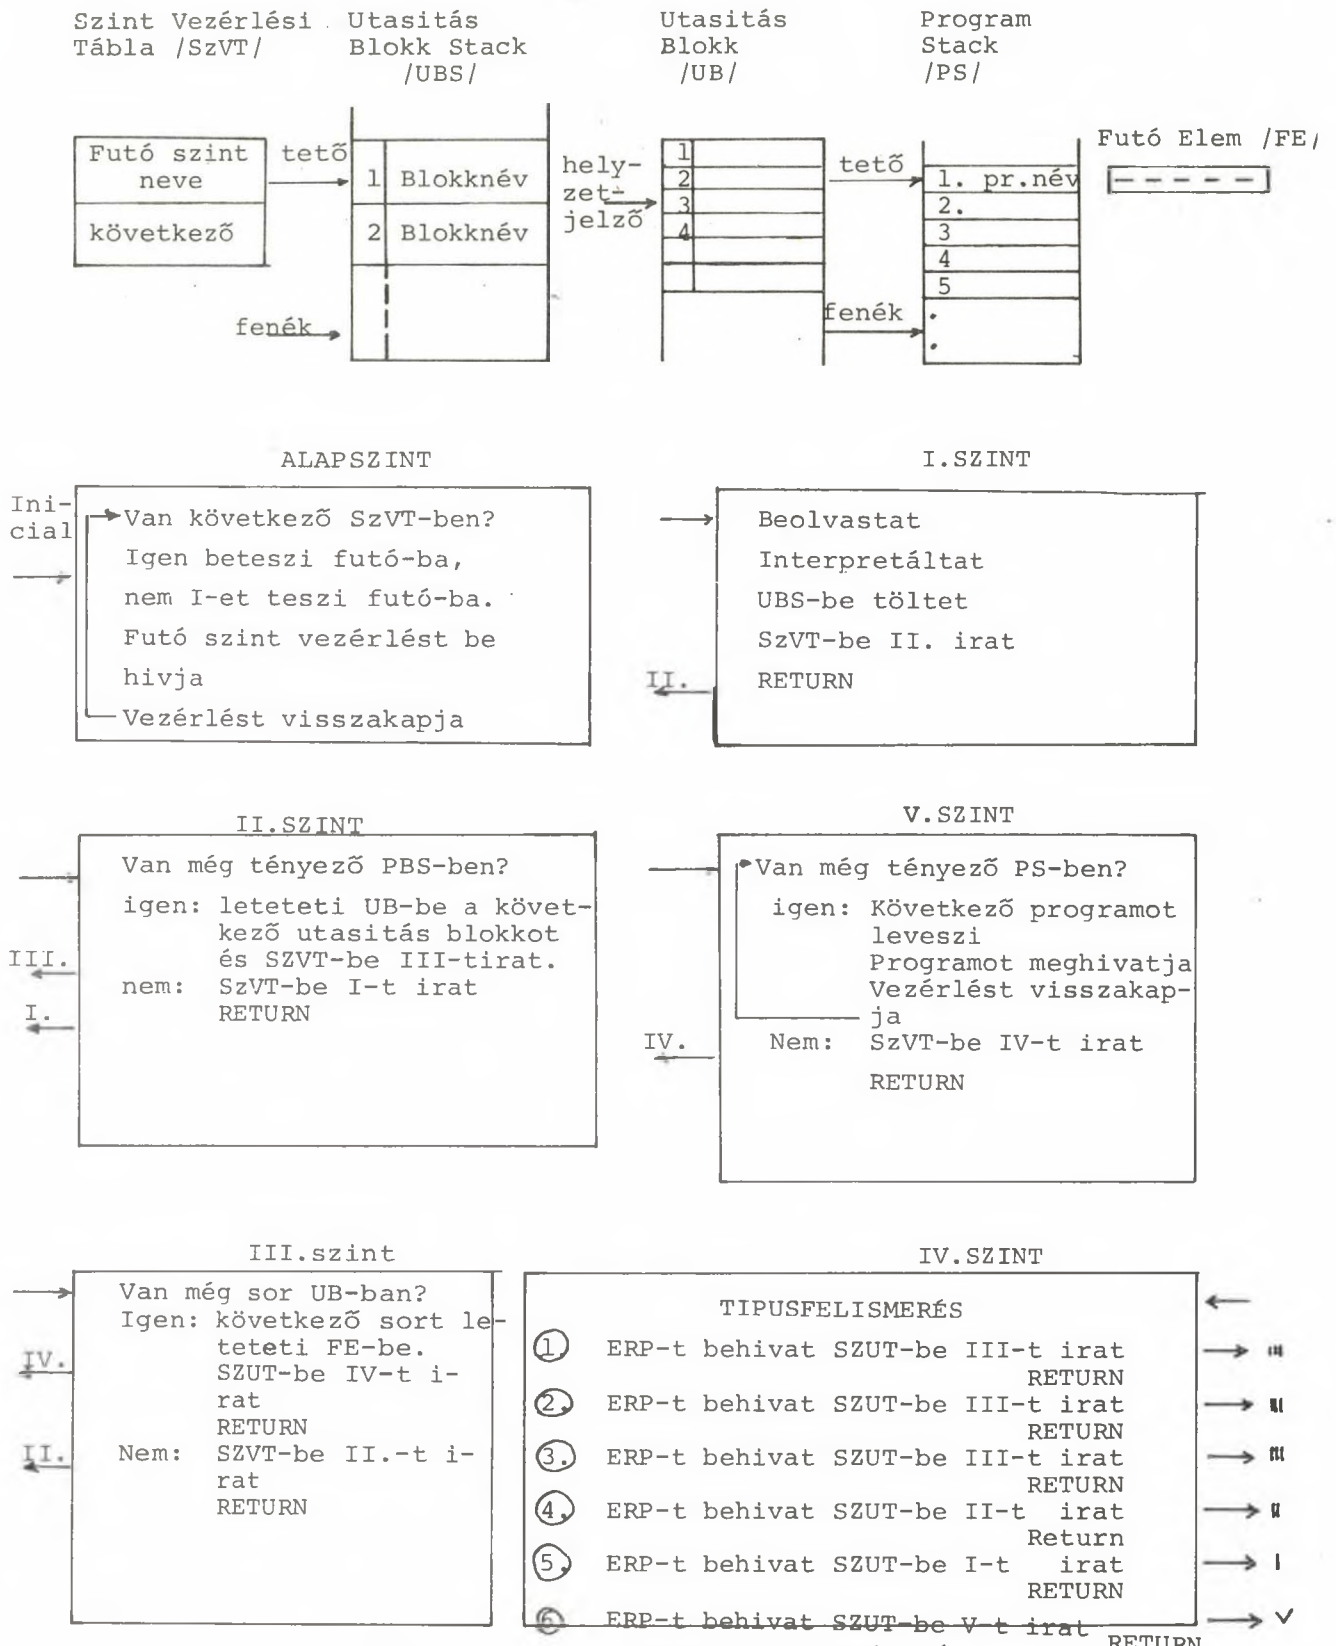 Szint Vezérlési
Tábla /SzVT/
Utasitás
Blokk Stack
/UBS/
Utasitás
Blokk
/UB/
Program
Stack
/PS/
Futó szint
neve
következő
tető
fenék
1 Blokknév
2 Blokknév
hely-
zet-
jelző
1
2
3
4
tető
fenék
1. pr.név
2.
3
4
5
.
.
Futó Elem /FE/
ALAPSZINT
Ini-
cial
Van következő SzVT-ben?
Igen beteszi futó-ba,
nem I-et teszi futó-ba.
Futó szint vezérlést be
hivja
Vezérlést visszakapja
I.SZINT
Beolvastat
Interpretáltat
UBS-be töltet
SzVT-be II. irat
II. RETURN
II.SZINT
Van még tényező PBS-ben?
igen: leteteti UB-be a követ-
kező utasitás blokkot
III. és SZVT-be III-tirat.
nem: SzVT-be I-t irat
I. RETURN
V.SZINT
Van még tényező PS-ben?
igen: Következő programot
leveszi
Programot meghivatja
Vezérlést visszakap-
ja
IV. Nem: SzVT-be IV-t irat
RETURN
III.szint
Van még sor UB-ban?
Igen: következő sort le-
teteti FE-be.
IV. SZUT-be IV-t i-
rat
RETURN
II. Nem: SZVT-be II.-t i-
rat
RETURN
IV.SZINT
TIPUSFELISMERÉS
1. ERP-t behivat SZUT-be III-t irat III
RETURN
2. ERP-t behivat SZUT-be III-t irat III
RETURN
3. ERP-t behivat SZUT-be III-t irat III
RETURN
4. ERP-t behivat SZUT-be II-t irat II
Return
5. ERP-t behivat SZUT-be I-t irat I
RETURN
6 ERP-t behivat SZUT-be V-t irat V
RETURN